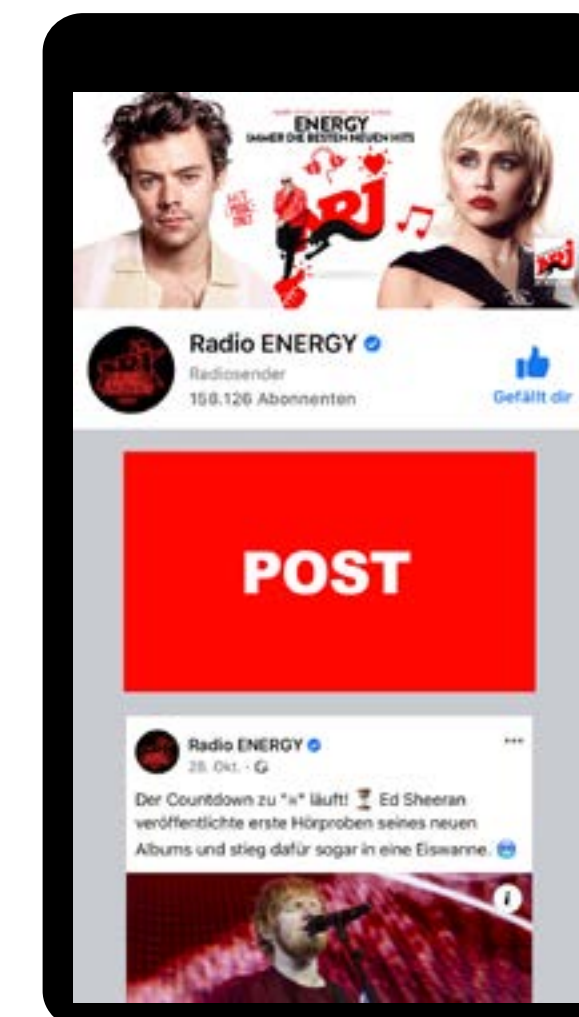 ENERGY
IMMER DIE BESTEN NEUEN HITS
NRJ
Radio ENERGY
Radiosender
158.126 Abonnenten
Gefällt dir
POST
Radio ENERGY
28. Okt. ·
Der Countdown zu "=" läuft! ⏳ Ed Sheeran
veröffentlichte erste Hörproben seines neuen
Albums und stieg dafür sogar in eine Eiswanne. 🥶